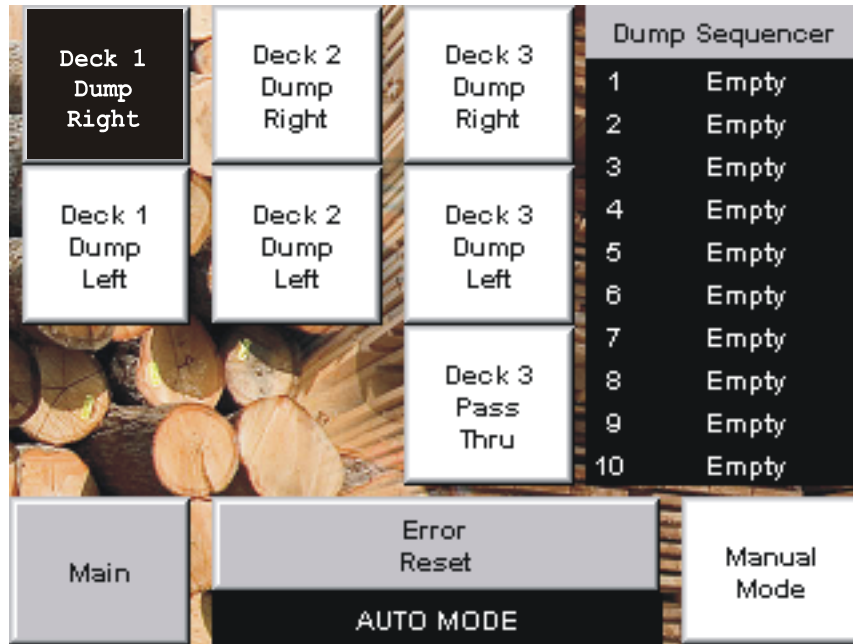 Deck 1
Dump
Right
Deck 2
Dump
Right
Deck 3
Dump
Right
Deck 1
Dump
Left
Deck 2
Dump
Left
Deck 3
Dump
Left
Deck 3
Pass
Thru
Dump Sequencer
1 Empty
2 Empty
3 Empty
4 Empty
5 Empty
6 Empty
7 Empty
8 Empty
9 Empty
10 Empty
Main
Error
Reset
AUTO MODE
Manual
Mode